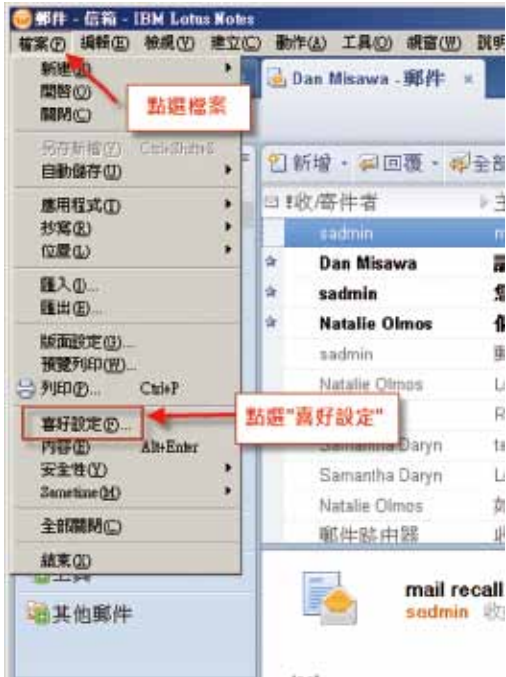 郵件 - 信箱 - IBM Lotus Notes
檔案(F) 編輯(E) 檢視(V) 建立(C) 動作(A) 工具(O) 視窗(W) 說明
新建(N)
開啟(O)
關閉(C)
另存新檔(V) Ctrl+Shift+S
自動儲存(U)
應用程式(T)
抄寫(R)
位置(L)
匯入(I)...
匯出(E)...
版面設定(G)...
預覽列印(W)...
列印(P)... Ctrl+P
喜好設定(P)...
內容(E) Alt+Enter
安全性(Y)
Sametime(M)
全部關閉(L)
結束(X)
點選檔案
點選"喜好設定"
Dan Misawa - 郵件 ×
新增 回覆 全部
收/寄件者 主
sadmin
Dan Misawa
sadmin
Natalie Olmos
sadmin
Natalie Olmos
Samantha Daryn
Samantha Daryn
Natalie Olmos
郵件路由器
工具
其他郵件
mail recall
sadmin